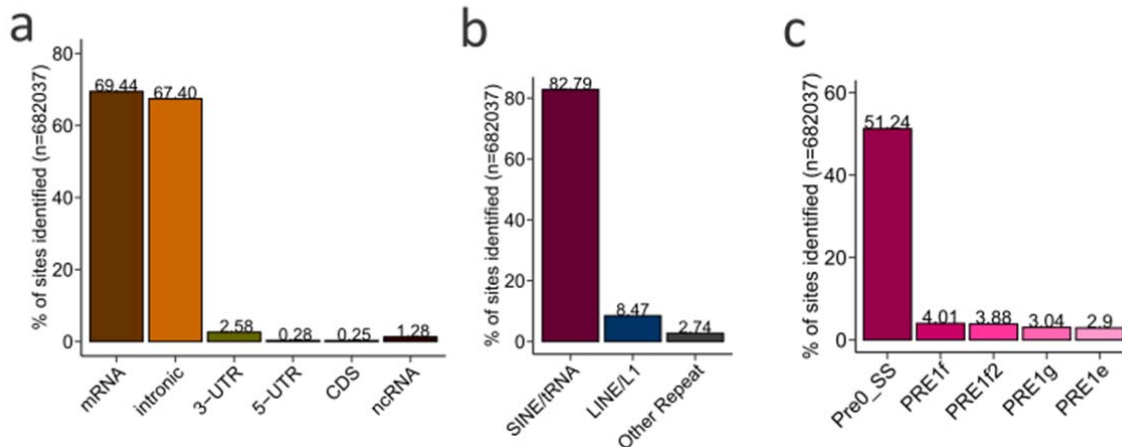 a
% of sites identified (n=682037)
80
60
40
20
0
69.44
67.40
2.58
0.28
0.25
1.28
mRNA
intronic
3-UTR
5-UTR
CDS
ncRNA
b
% of sites identified (n=682037)
80
60
40
20
0
82.79
8.47
2.74
SINE/tRNA
LINE/L1
Other Repeat
c
% of sites identified (n=682037)
60
40
20
0
51.24
4.01
3.88
3.04
2.9
Pre0_SS
PRE1f
PRE1f2
PRE1g
PRE1e